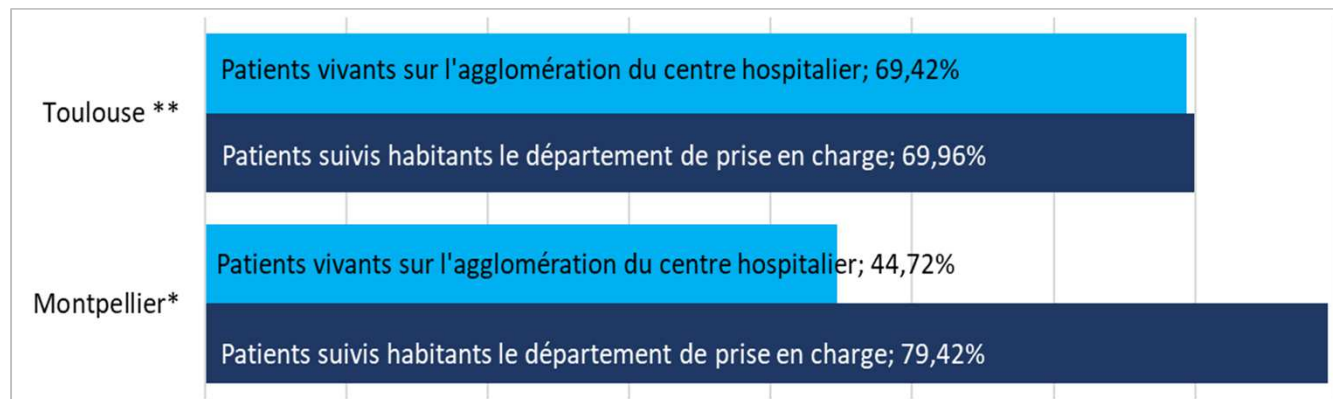 Patients vivants sur l'agglomération du centre hospitalier; 69,42%
Toulouse **
Patients suivis habitants le département de prise en charge; 69,96%
Patients vivants sur l'agglomération du centre hospitalier; 44,72%
Montpellier*
Patients suivis habitants le département de prise en charge; 79,42%